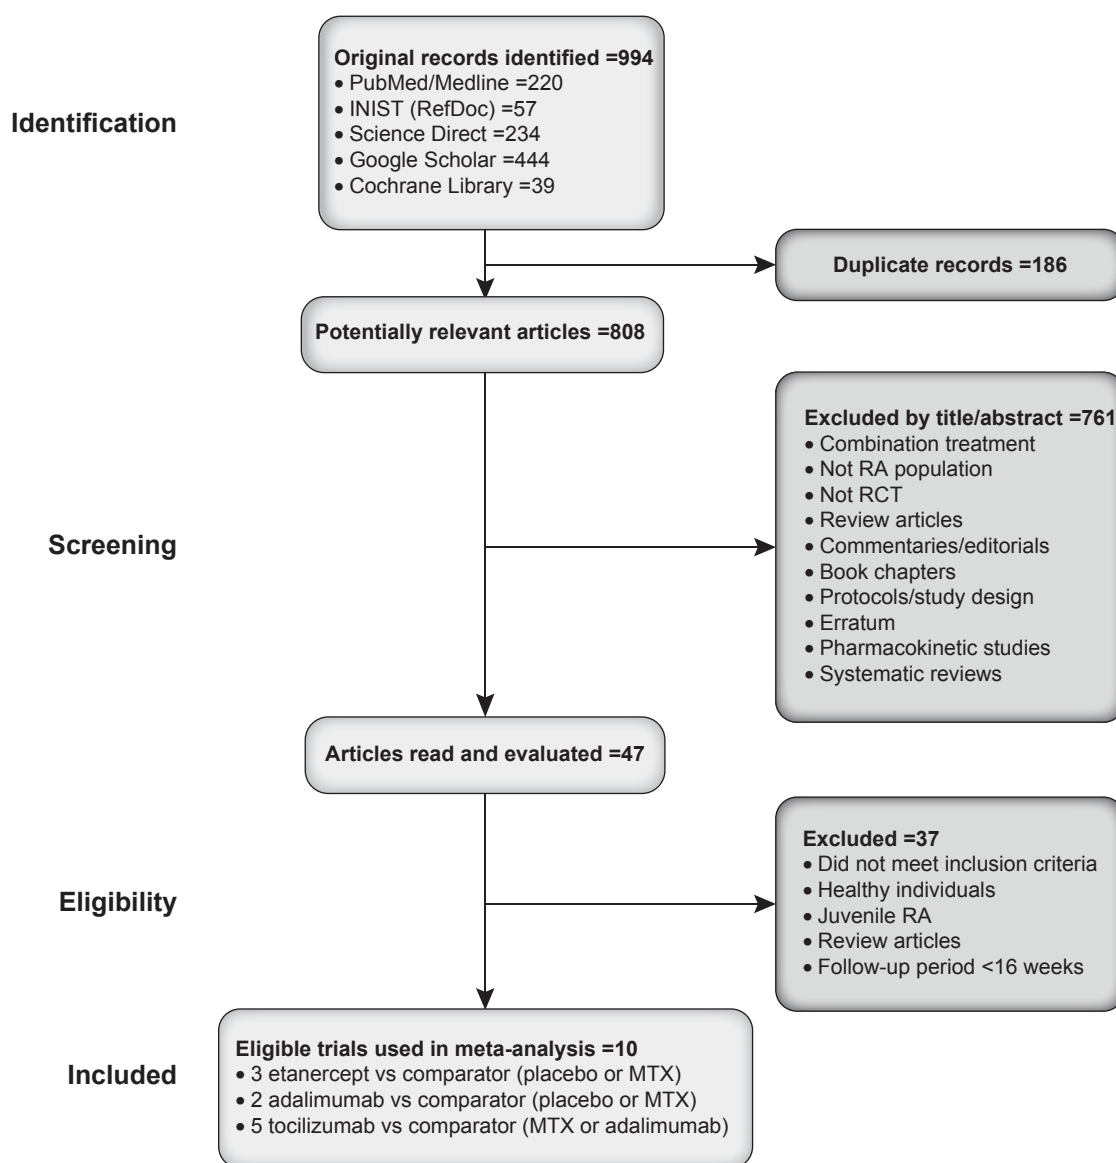 Identification
Original records identified =994
• PubMed/Medline =220
• INIST (RefDoc) =57
• Science Direct =234
• Google Scholar =444
• Cochrane Library =39
Duplicate records =186
Potentially relevant articles =808
Screening
Excluded by title/abstract =761
• Combination treatment
• Not RA population
• Not RCT
• Review articles
• Commentaries/editorials
• Book chapters
• Protocols/study design
• Erratum
• Pharmacokinetic studies
• Systematic reviews
Articles read and evaluated =47
Eligibility
Excluded =37
• Did not meet inclusion criteria
• Healthy individuals
• Juvenile RA
• Review articles
• Follow-up period <16 weeks
Included
Eligible trials used in meta-analysis =10
• 3 etanercept vs comparator (placebo or MTX)
• 2 adalimumab vs comparator (placebo or MTX)
• 5 tocilizumab vs comparator (MTX or adalimumab)